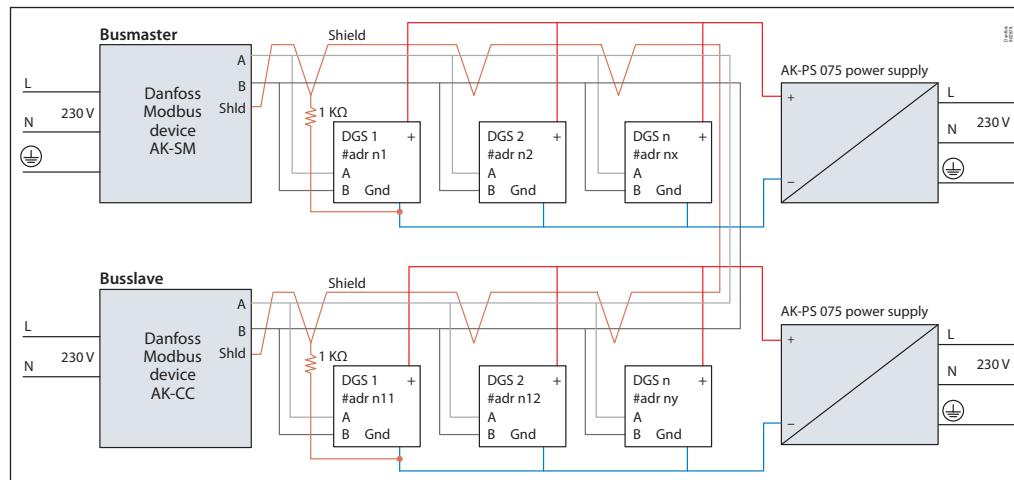 Busmaster
Shield
Danfoss
84B3978
A
B
Shld
Danfoss
Modbus
device
AK-SM
L
230 V
N
1 KΩ
DGS 1 +
#adr n1
A
B Gnd
DGS 2 +
#adr n2
A
B Gnd
DGS n +
#adr nx
A
B Gnd
AK-PS 075 power supply
+
−
L
N 230 V
Busslave
Shield
A
B
Shld
Danfoss
Modbus
device
AK-CC
L
230 V
N
1 KΩ
DGS 1 +
#adr n11
A
B Gnd
DGS 2 +
#adr n12
A
B Gnd
DGS n +
#adr ny
A
B Gnd
AK-PS 075 power supply
+
−
L
N 230 V